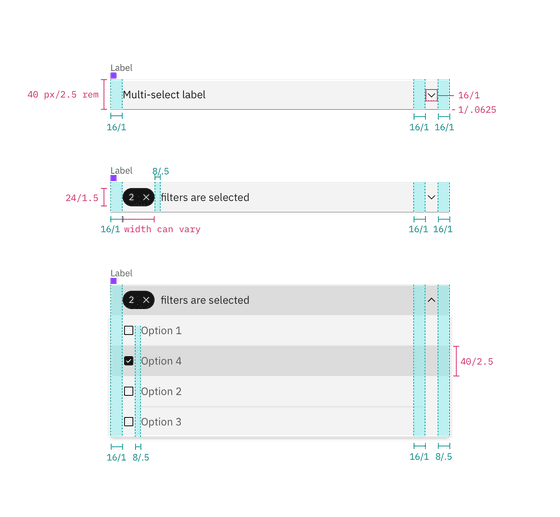 Label
40 px/2.5 rem
Multi-select label
16/1
1/.0625
16/1
16/1
16/1
Label
8/.5
24/1.5
2
filters are selected
16/1
width can vary
16/1
16/1
Label
2
filters are selected
Option 1
Option 4
40/2.5
Option 2
Option 3
16/1
8/.5
16/1
8/.5